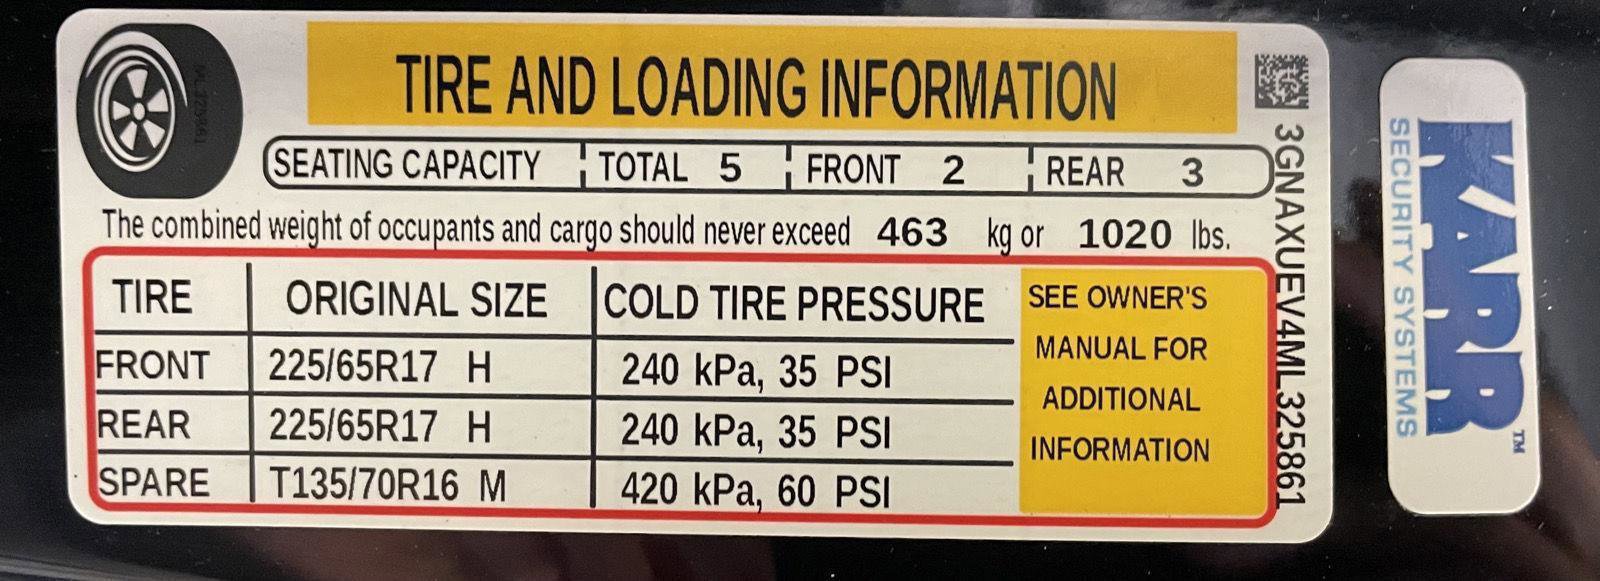 TIRE AND LOADING INFORMATION
SEATING CAPACITY TOTAL 5 FRONT 2 REAR 3
The combined weight of occupants and cargo should never exceed 463 kg or 1020 lbs.
TIRE ORIGINAL SIZE COLD TIRE PRESSURE
FRONT 225/65R17 H 240 kPa, 35 PSI
REAR 225/65R17 H 240 kPa, 35 PSI
SPARE T135/70R16 M 420 kPa, 60 PSI
SEE OWNER'S
MANUAL FOR
ADDITIONAL
INFORMATION
3GNAXUEV4ML325861
KARR™
SECURITY SYSTEMS